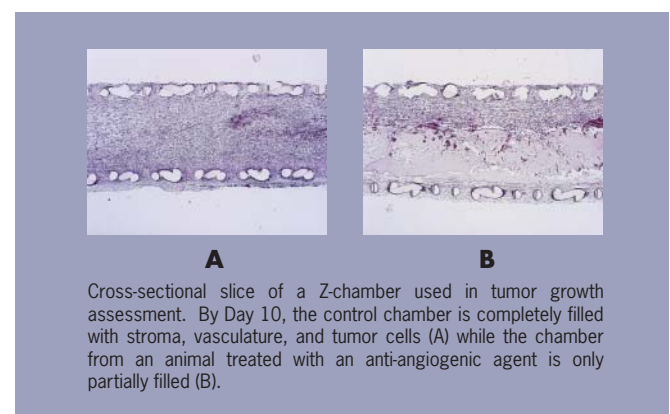 A
B
Cross-sectional slice of a Z-chamber used in tumor growth
assessment. By Day 10, the control chamber is completely filled
with stroma, vasculature, and tumor cells (A) while the chamber
from an animal treated with an anti-angiogenic agent is only
partially filled (B).